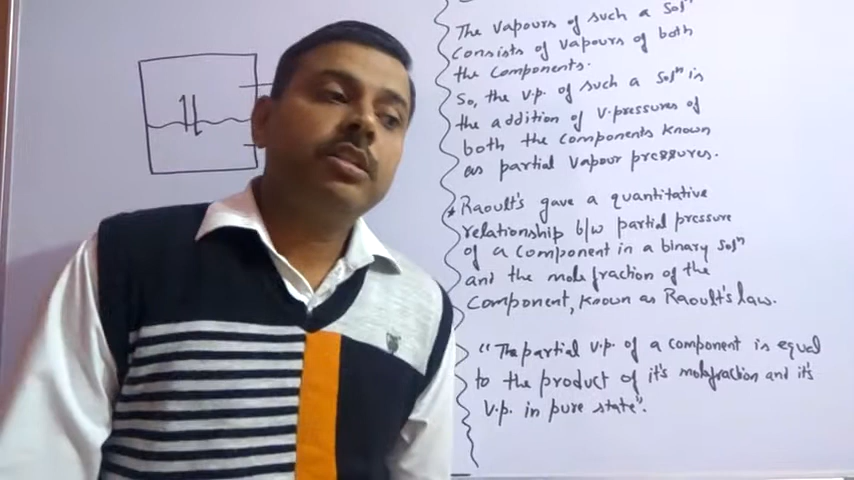 The vapours of such a Solⁿ
Consists of vapours of both
the Components.
So, the v.p. of such a Solⁿ is
the addition of v.pressures of
both the Components known
as partial vapour pressures.
* Raoult's gave a quantitative
relationship b/w partial pressure
of a Component in a binary Solⁿ
and the mole fraction of the
Component, known as Raoult's law.
"The partial v.p. of a component is equal
to the product of it's molefraction and it's
v.p. in pure state".